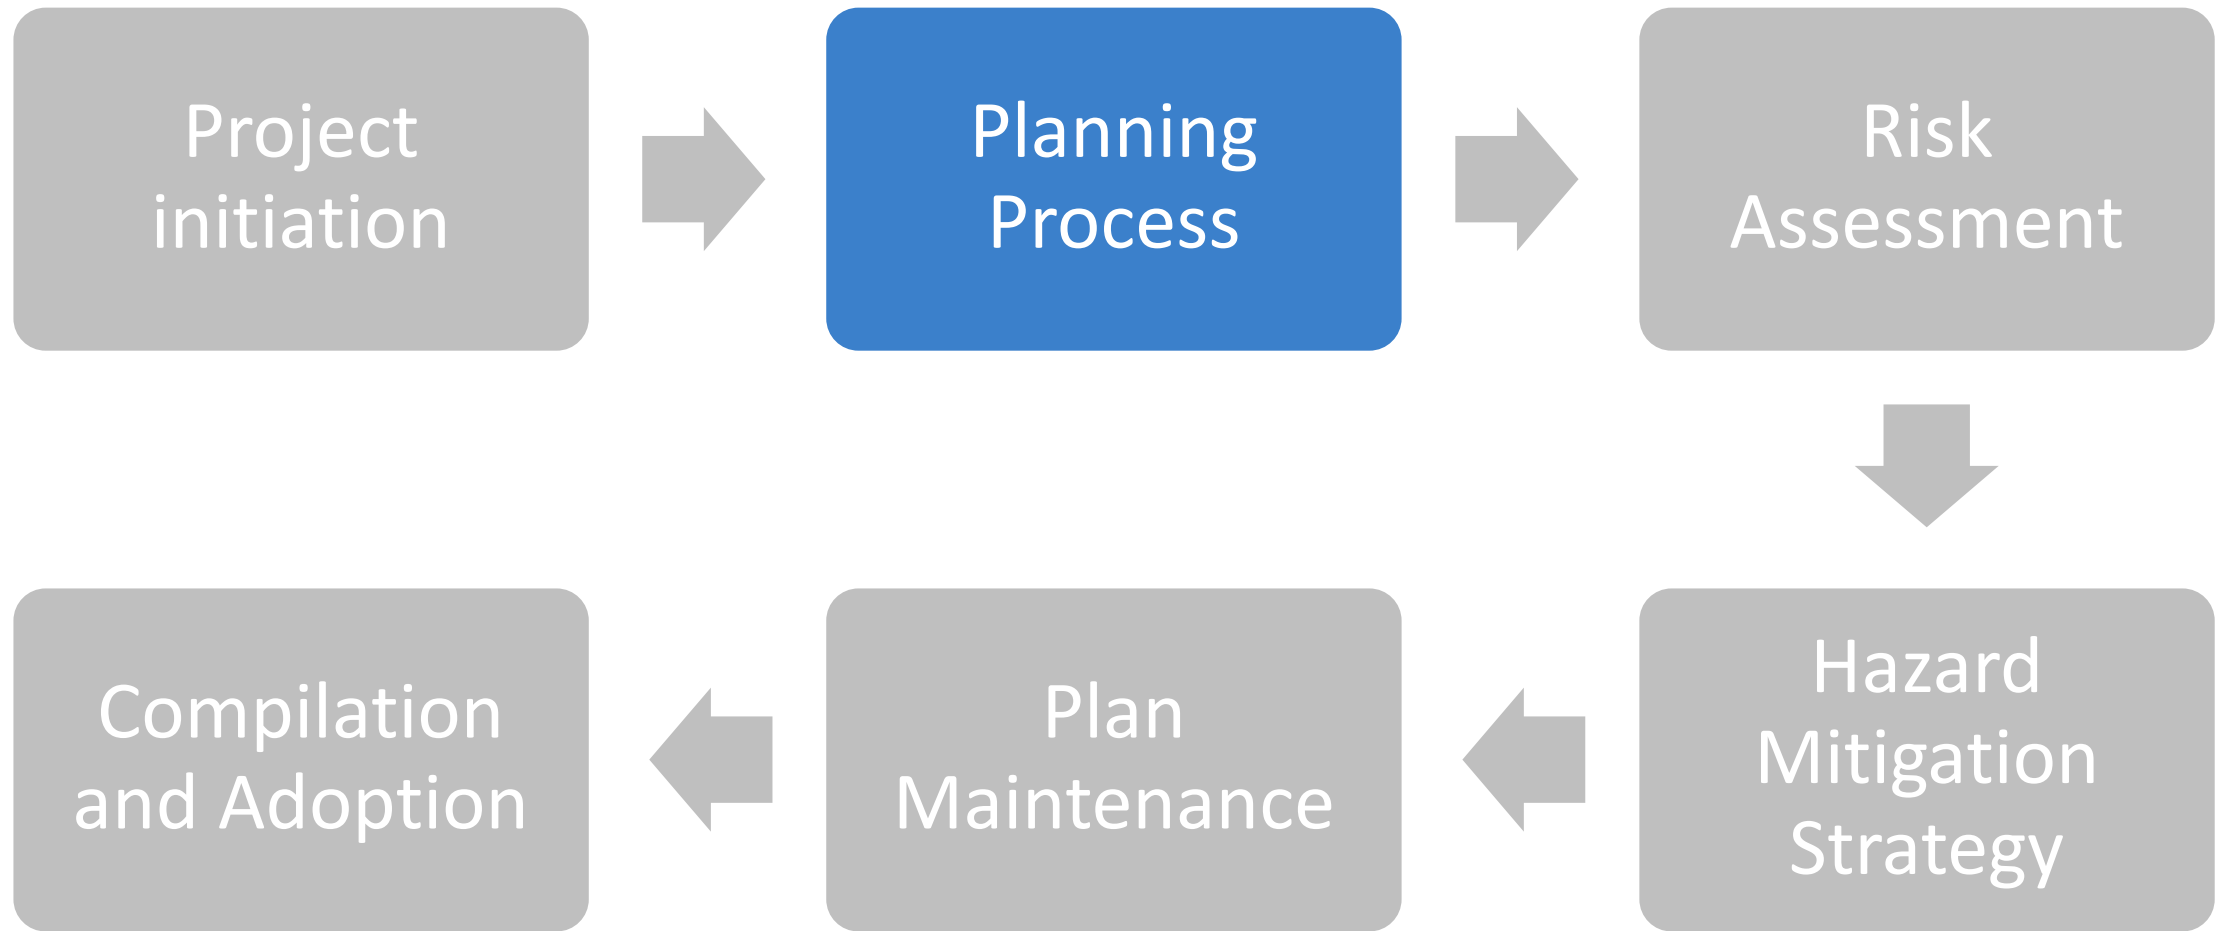 Project
initiation
Planning
Process
Risk
Assessment
Hazard
Mitigation
Strategy
Plan
Maintenance
Compilation
and Adoption